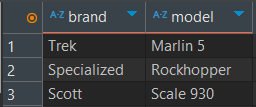 A-Z brand A-Z model
1 Trek Marlin 5
2 Specialized Rockhopper
3 Scott Scale 930